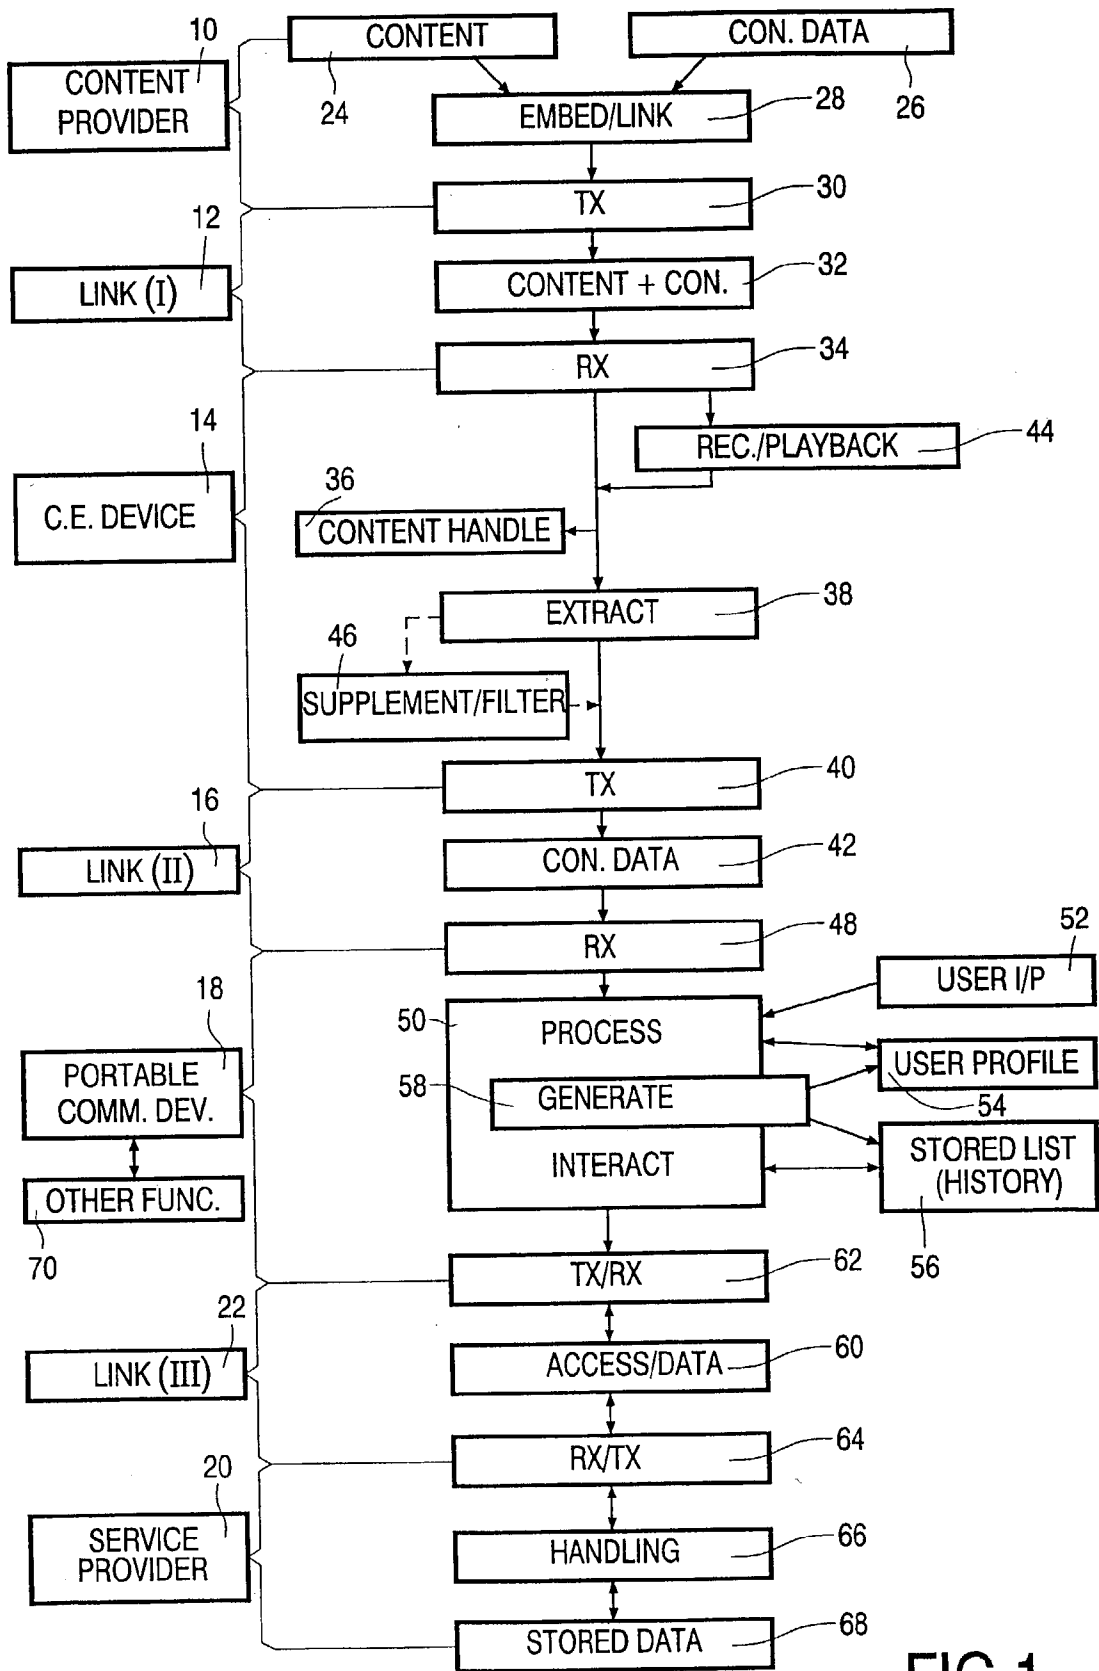 10
CONTENT
CON. DATA
CONTENT
PROVIDER
24
26
EMBED/LINK
28
TX
30
12
LINK (I)
CONTENT + CON.
32
RX
34
14
C.E. DEVICE
REC./PLAYBACK
44
36
CONTENT HANDLE
EXTRACT
38
46
SUPPLEMENT/FILTER
TX
40
16
LINK (II)
CON. DATA
42
RX
48
52
USER I/P
18
50
PROCESS
PORTABLE
COMM. DEV.
USER PROFILE
54
58
GENERATE
INTERACT
STORED LIST
(HISTORY)
56
OTHER FUNC.
70
TX/RX
62
22
LINK (III)
ACCESS/DATA
60
RX/TX
64
20
SERVICE
PROVIDER
HANDLING
66
STORED DATA
68
FIG.1